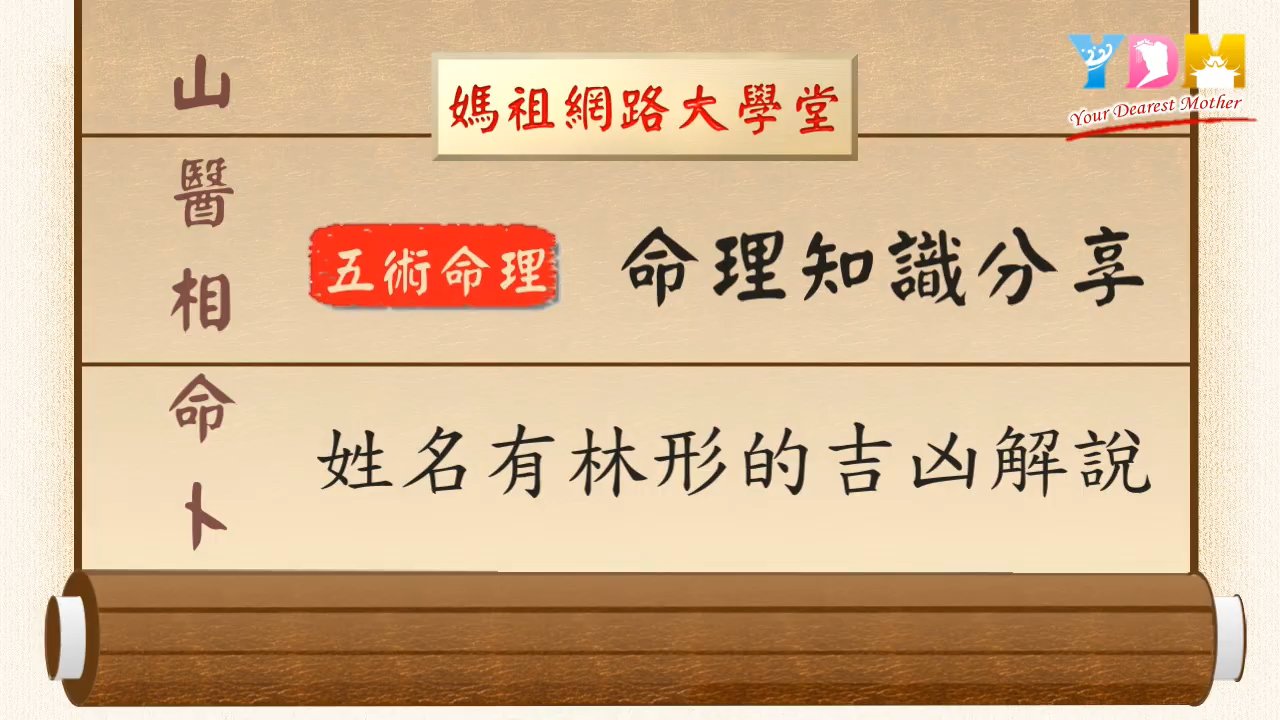 媽祖網路大學堂
YDM
Your Dearest Mother
山
醫
相
命
卜
五術命理
命理知識分享
姓名有林形的吉凶解說